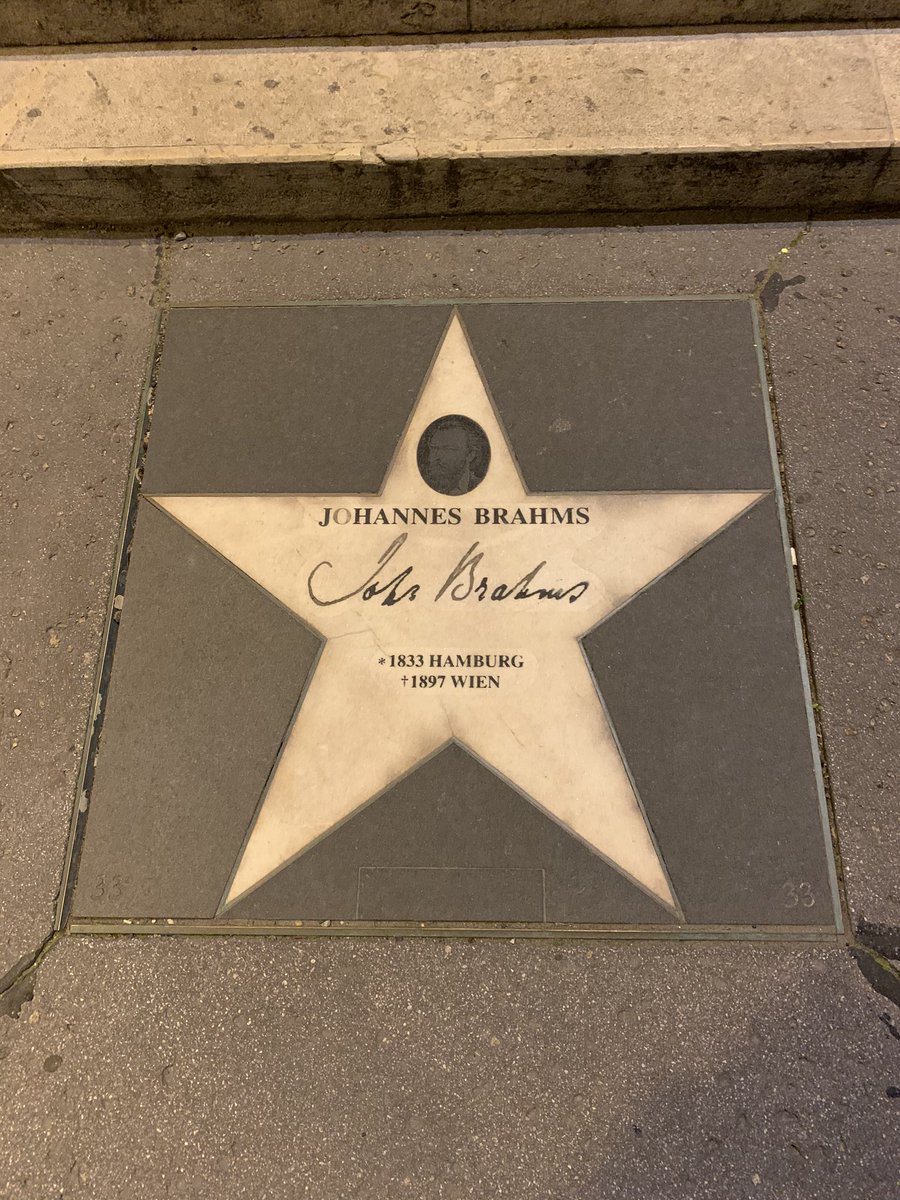 JOHANNES BRAHMS
Joh. Brahms
*1833 HAMBURG
†1897 WIEN
33 33